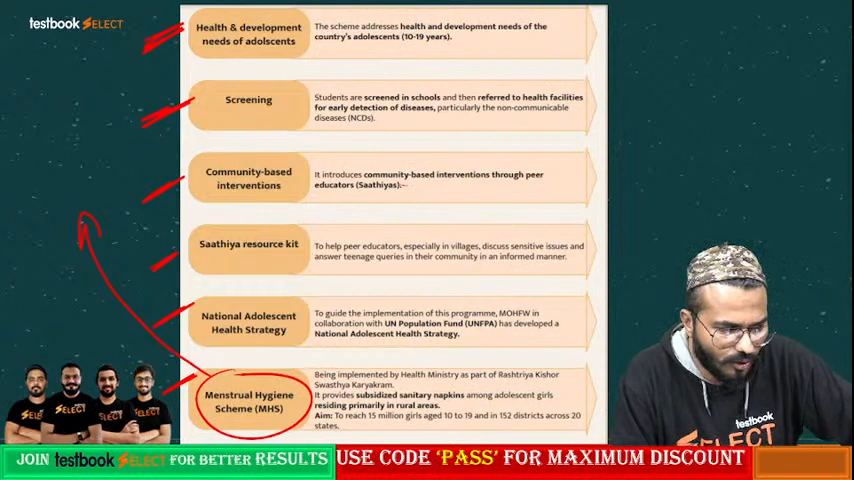 testbook SELECT
Health & development
needs of adolscents
The scheme addresses health and development needs of the
country's adolescents (10-19 years).
Screening
Students are screened in schools and then referred to health facilities
for early detection of diseases, particularly the non-communicable
diseases (NCDs).
Community-based
interventions
It introduces community-based interventions through peer
educators (Saathiyas).
Saathiya resource kit
To help peer educators, especially in villages, discuss sensitive issues and
answer teenage queries in their community in an informed manner.
National Adolescent
Health Strategy
To guide the implementation of this programme, MOHFW in
collaboration with UN Population Fund (UNFPA) has developed a
National Adolescent Health Strategy.
Menstrual Hygiene
Scheme (MHS)
Being implemented by Health Ministry as part of Rashtriya Kishor
Swasthya Karyakram.
It provides subsidized sanitary napkins among adolescent girls
residing primarily in rural areas.
Aim: To reach 15 million girls aged 10 to 19 and in 152 districts across 20
states.
SELECT
SELECT
SELECT
SELECT
JOIN testbook SELECT FOR BETTER RESULTS
USE CODE 'PASS' FOR MAXIMUM DISCOUNT